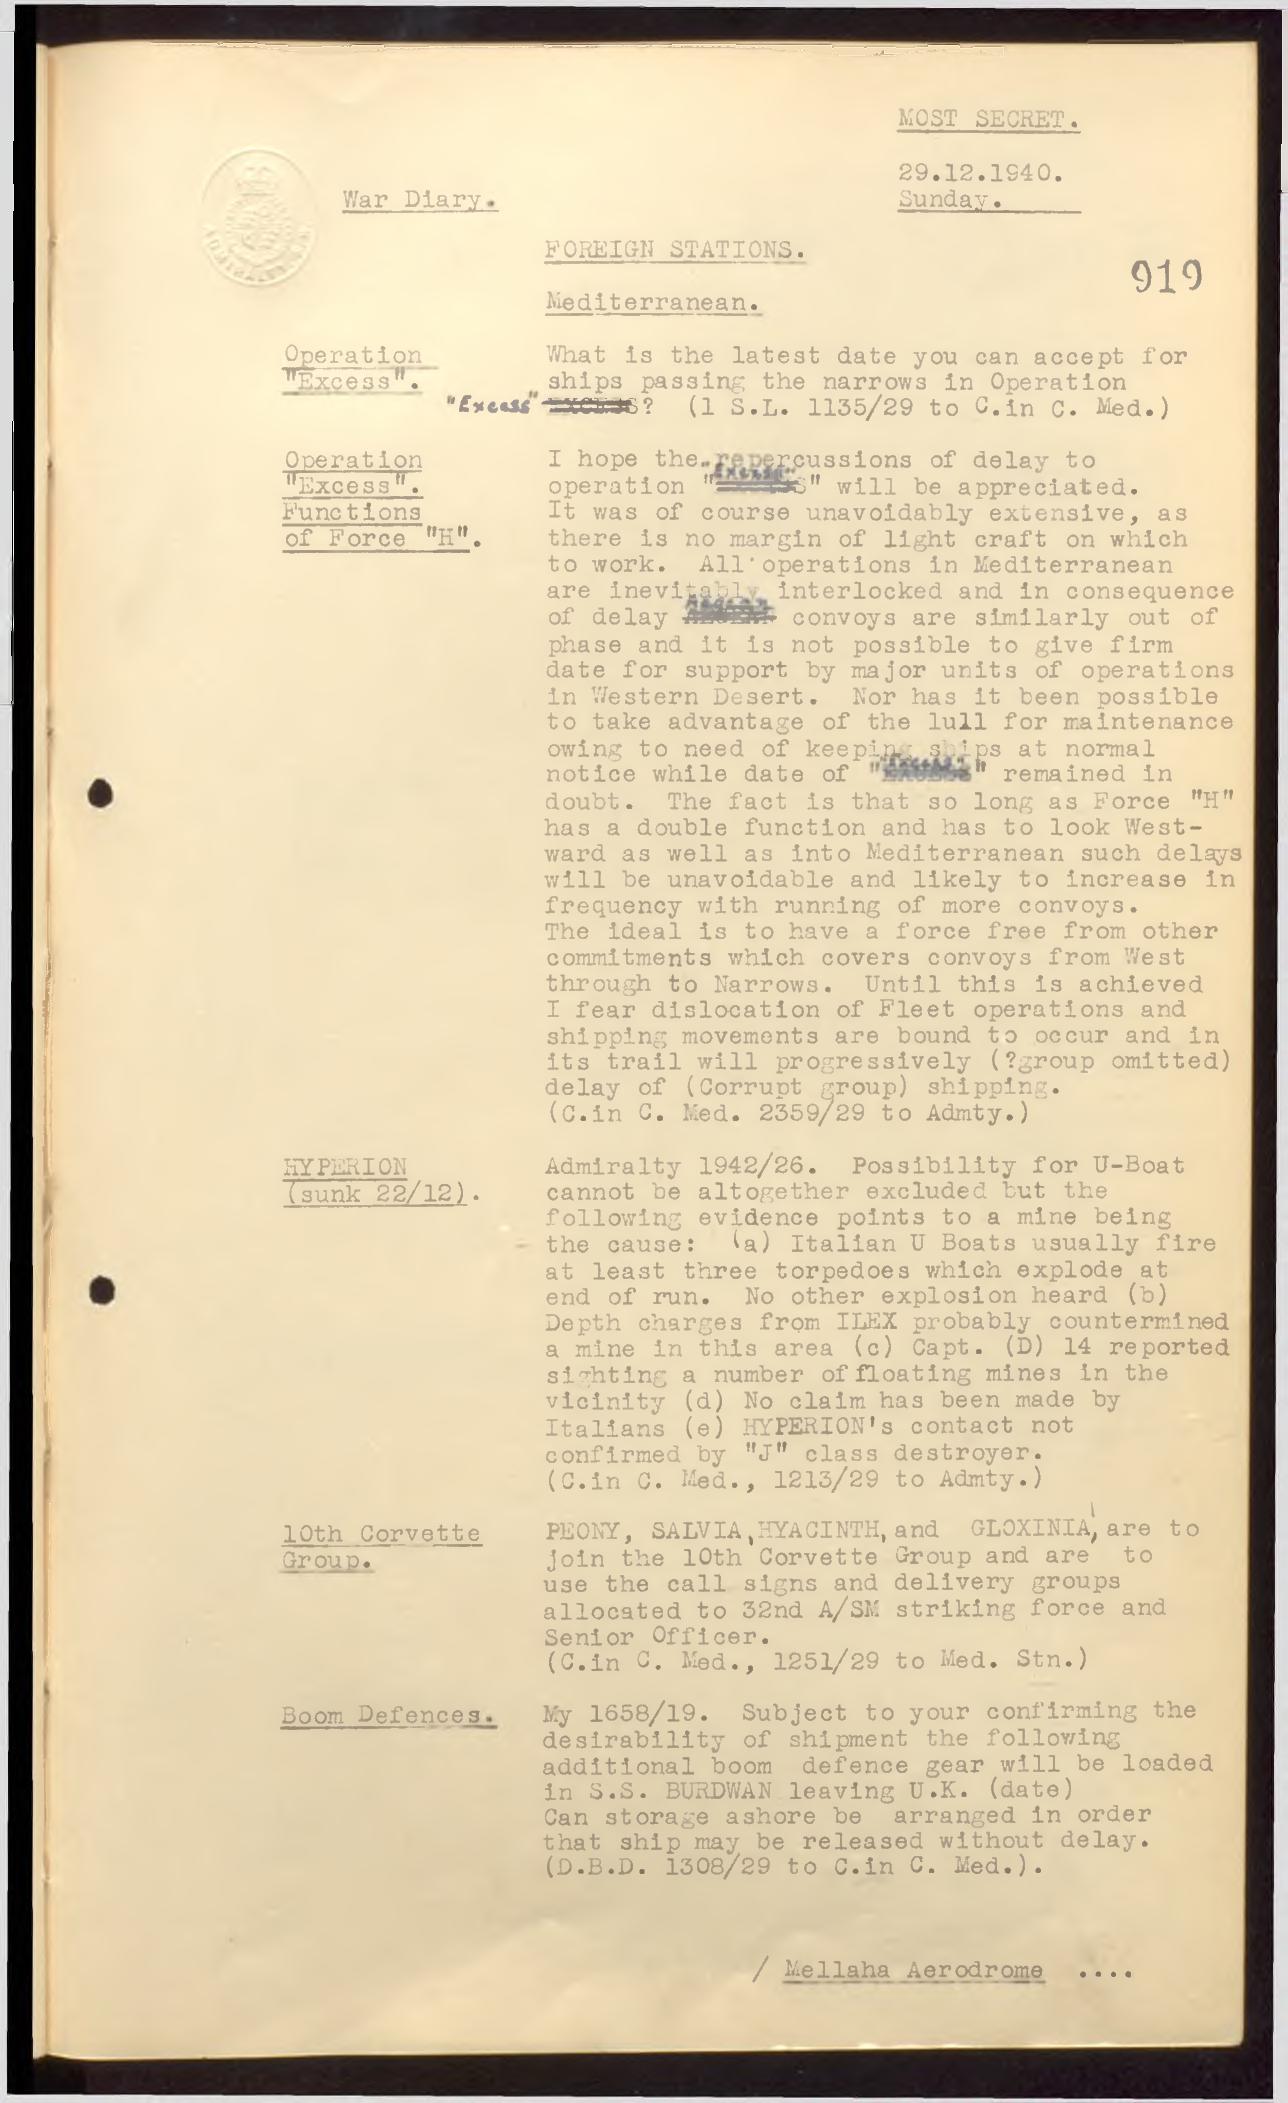 MOST SECRET.
29.12.1940.
War Diary.
Sunday.
FOREIGN STATIONS.
919
Mediterranean.
Operation
"Excess".
What is the latest date you can accept for
ships passing the narrows in Operation
"Excess" EXCESS? (1 S.L. 1135/29 to C.in C. Med.)
Operation
"Excess".
Functions
of Force "H".
I hope the repercussions of delay to
operation "Excess" will be appreciated.
It was of course unavoidably extensive, as
there is no margin of light craft on which
to work. All operations in Mediterranean
are inevitably interlocked and in consequence
of delay convoys are similarly out of
phase and it is not possible to give firm
date for support by major units of operations
in Western Desert. Nor has it been possible
to take advantage of the lull for maintenance
owing to need of keeping ships at normal
notice while date of "Excess" remained in
doubt. The fact is that so long as Force "H"
has a double function and has to look West-
ward as well as into Mediterranean such delays
will be unavoidable and likely to increase in
frequency with running of more convoys.
The ideal is to have a force free from other
commitments which covers convoys from West
through to Narrows. Until this is achieved
I fear dislocation of Fleet operations and
shipping movements are bound to occur and in
its trail will progressively (?group omitted)
delay of (Corrupt group) shipping.
(C.in C. Med. 2359/29 to Admty.)
HYPERION
(sunk 22/12).
Admiralty 1942/26. Possibility for U-Boat
cannot be altogether excluded but the
following evidence points to a mine being
the cause: (a) Italian U Boats usually fire
at least three torpedoes which explode at
end of run. No other explosion heard (b)
Depth charges from ILEX probably countermined
a mine in this area (c) Capt. (D) 14 reported
sighting a number of floating mines in the
vicinity (d) No claim has been made by
Italians (e) HYPERION's contact not
confirmed by "J" class destroyer.
(C.in C. Med., 1213/29 to Admty.)
10th Corvette
Group.
PEONY, SALVIA, HYACINTH, and GLOXINIA, are to
join the 10th Corvette Group and are to
use the call signs and delivery groups
allocated to 32nd A/SM striking force and
Senior Officer.
(C.in C. Med., 1251/29 to Med. Stn.)
Boom Defences.
My 1658/19. Subject to your confirming the
desirability of shipment the following
additional boom defence gear will be loaded
in S.S. BURDWAN leaving U.K. (date)
Can storage ashore be arranged in order
that ship may be released without delay.
(D.B.D. 1308/29 to C.in C. Med.).
/ Mellaha Aerodrome ....